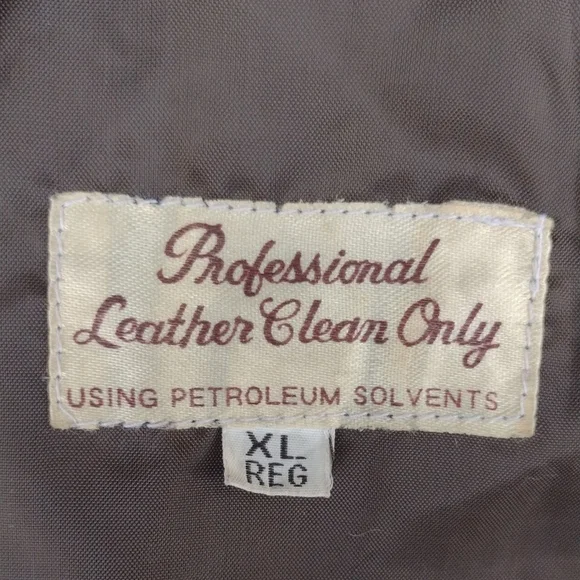 Professional
Leather Clean Only
USING PETROLEUM SOLVENTS
XL
REG